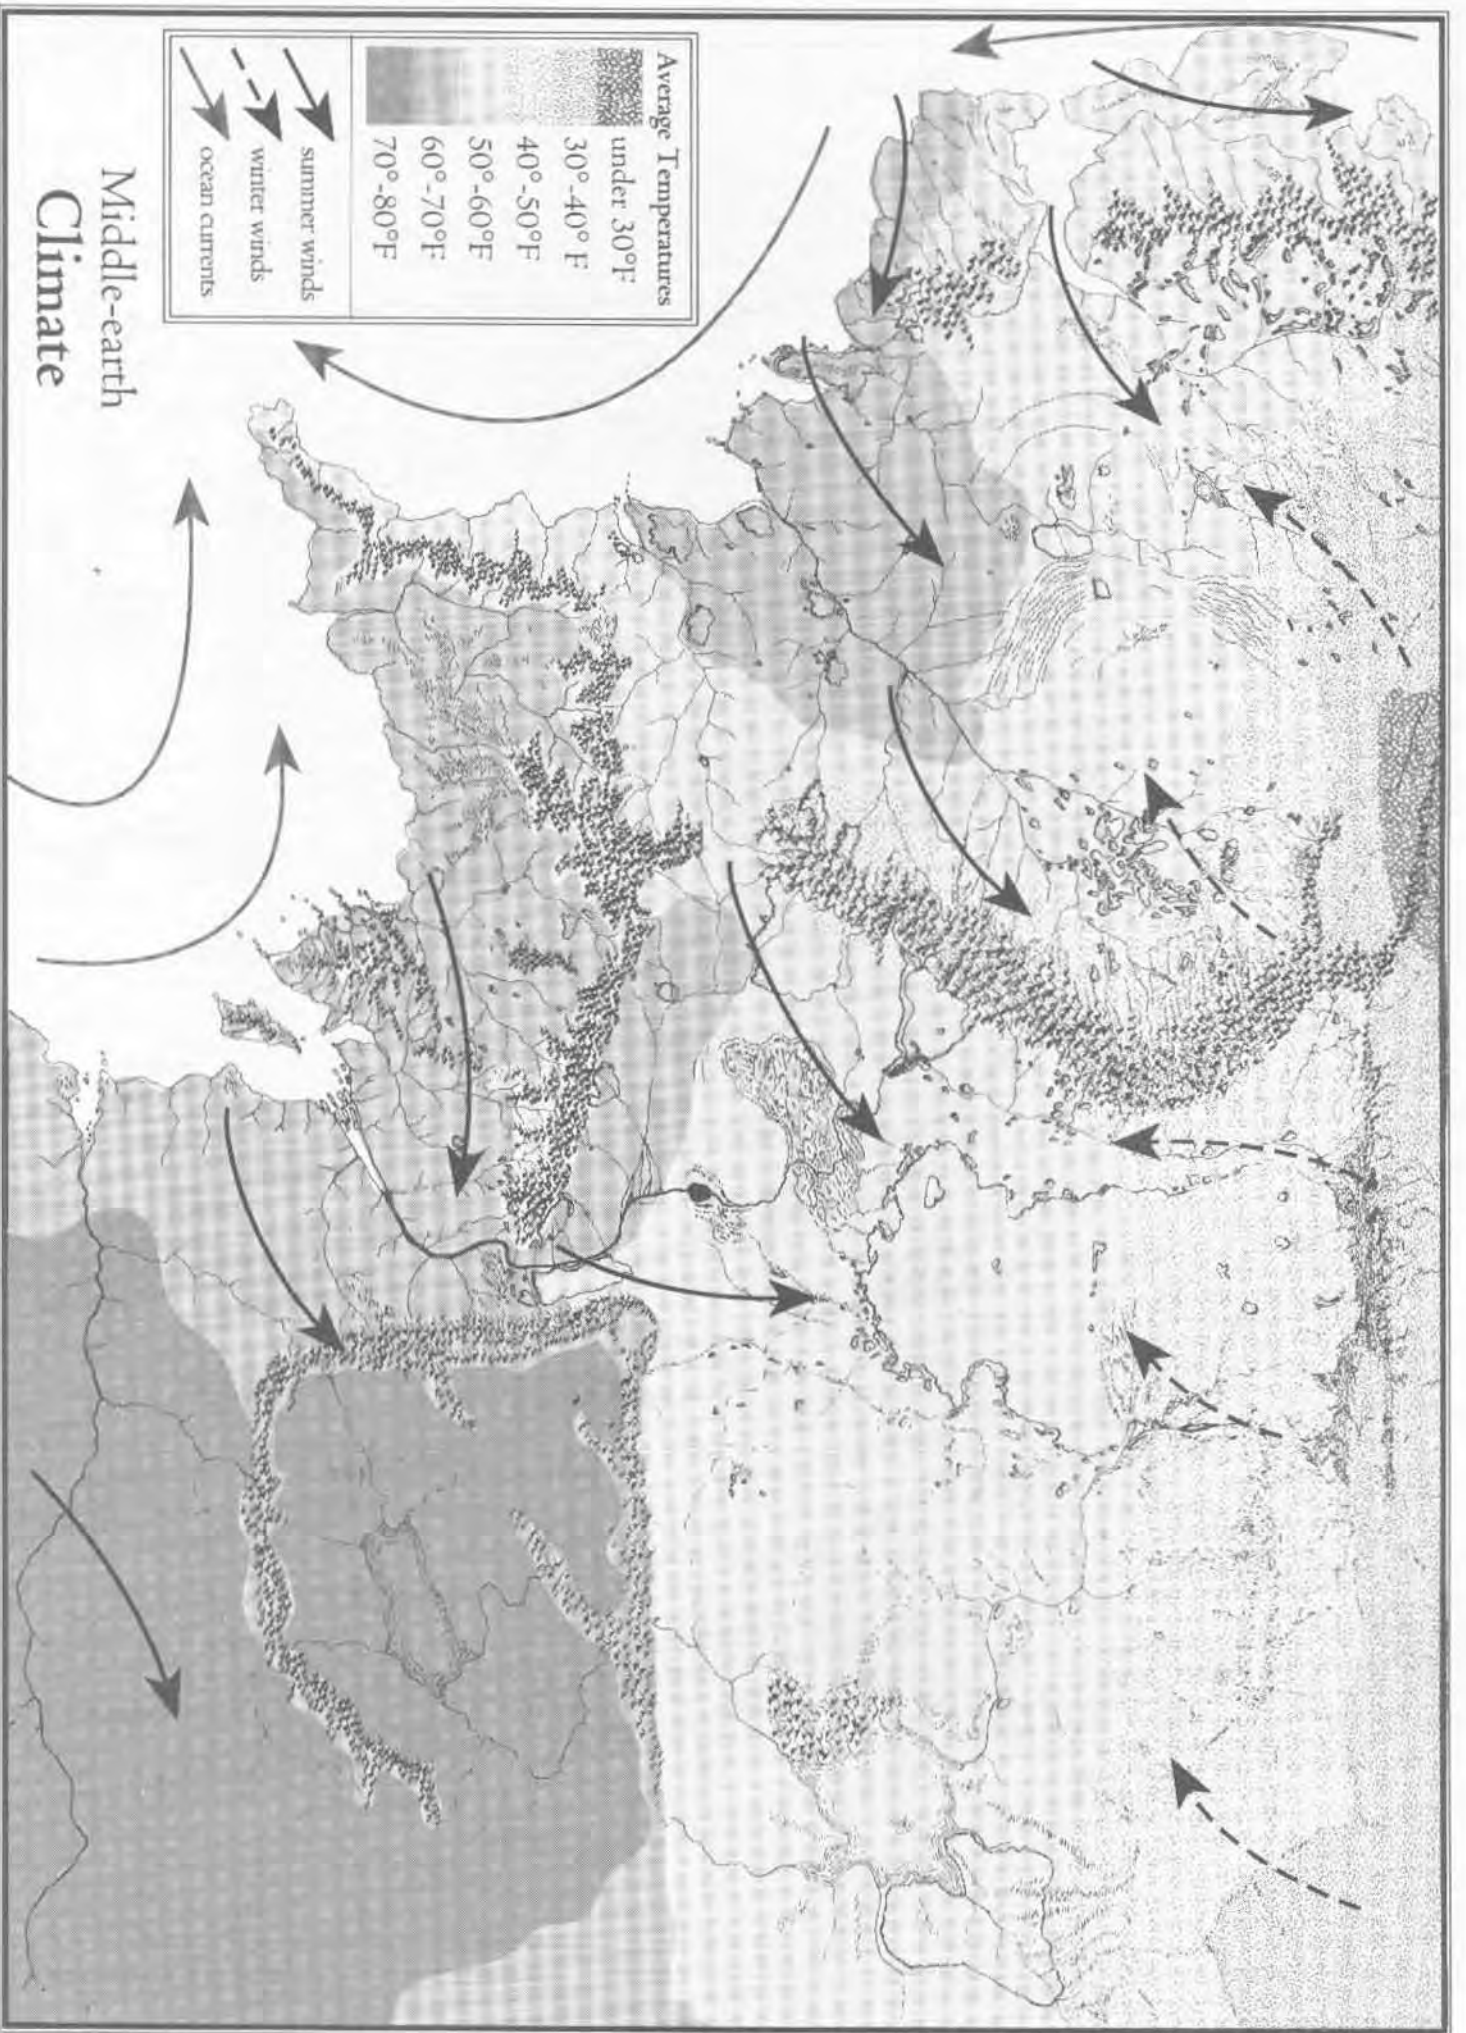 Average Temperatures
under 30°F
30°-40° F
40°-50°F
50°-60°F
60°-70°F
70°-80°F
summer winds
winter winds
ocean currents
Middle-earth
Climate